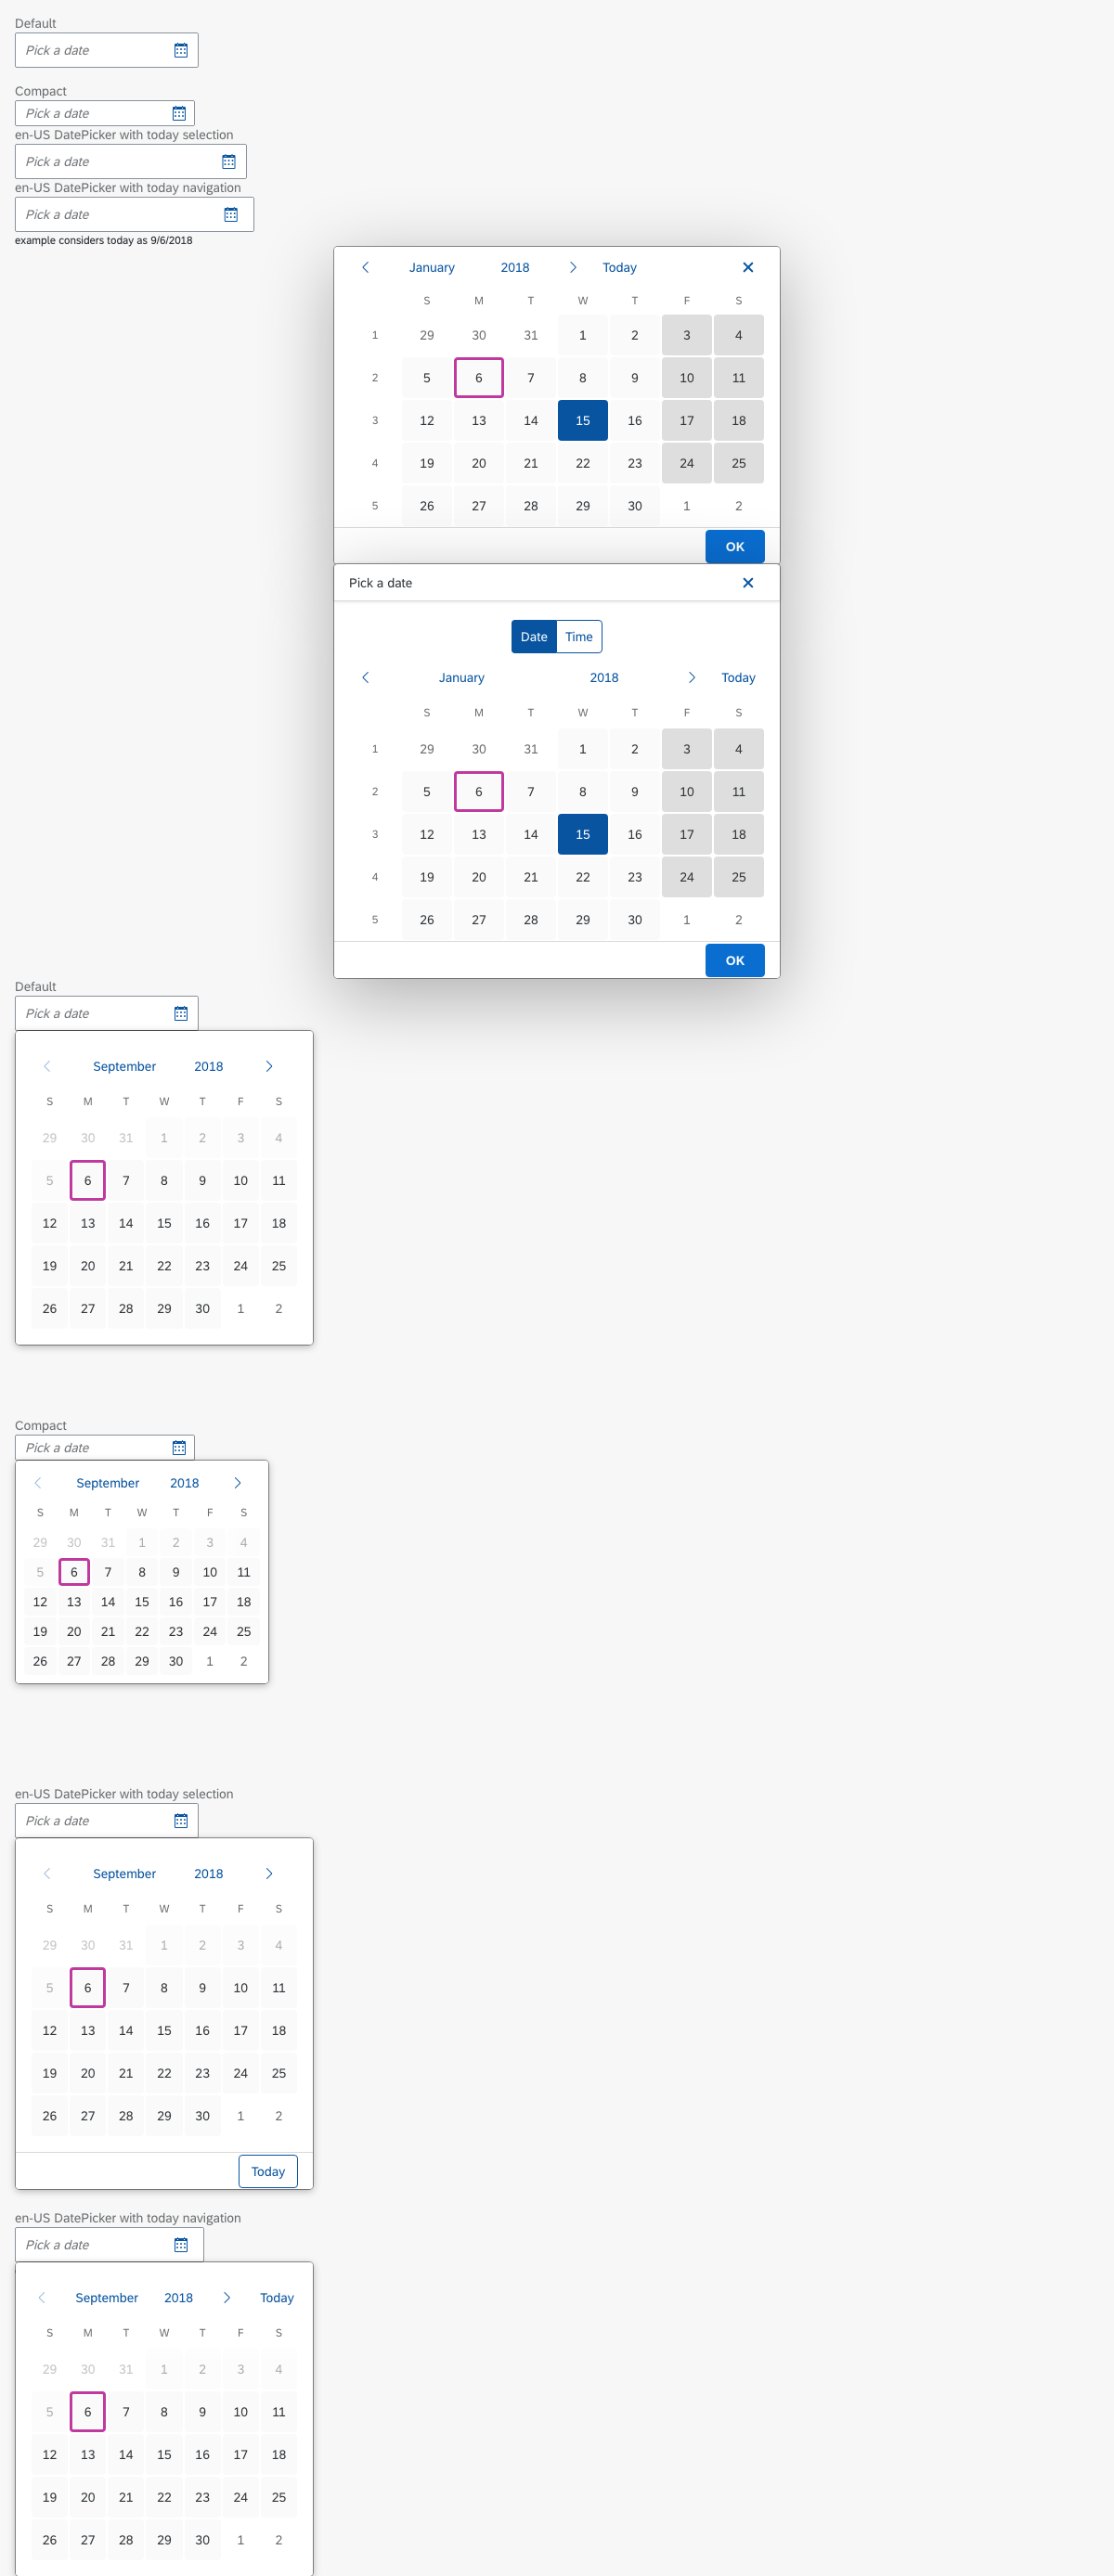 Default
Pick a date
Compact
Pick a date
en-US DatePicker with today selection
Pick a date
en-US DatePicker with today navigation
Pick a date
example considers today as 9/6/2018
January 2018 Today
S M T W T F S
1 29 30 31 1 2 3 4
2 5 6 7 8 9 10 11
3 12 13 14 15 16 17 18
4 19 20 21 22 23 24 25
5 26 27 28 29 30 1 2
OK
Pick a date
Date Time
January 2018 Today
S M T W T F S
1 29 30 31 1 2 3 4
2 5 6 7 8 9 10 11
3 12 13 14 15 16 17 18
4 19 20 21 22 23 24 25
5 26 27 28 29 30 1 2
OK
Default
Pick a date
September 2018
S M T W T F S
29 30 31 1 2 3 4
5 6 7 8 9 10 11
12 13 14 15 16 17 18
19 20 21 22 23 24 25
26 27 28 29 30 1 2
Compact
Pick a date
September 2018
S M T W T F S
29 30 31 1 2 3 4
5 6 7 8 9 10 11
12 13 14 15 16 17 18
19 20 21 22 23 24 25
26 27 28 29 30 1 2
en-US DatePicker with today selection
Pick a date
September 2018
S M T W T F S
29 30 31 1 2 3 4
5 6 7 8 9 10 11
12 13 14 15 16 17 18
19 20 21 22 23 24 25
26 27 28 29 30 1 2
Today
en-US DatePicker with today navigation
Pick a date
September 2018 Today
S M T W T F S
29 30 31 1 2 3 4
5 6 7 8 9 10 11
12 13 14 15 16 17 18
19 20 21 22 23 24 25
26 27 28 29 30 1 2